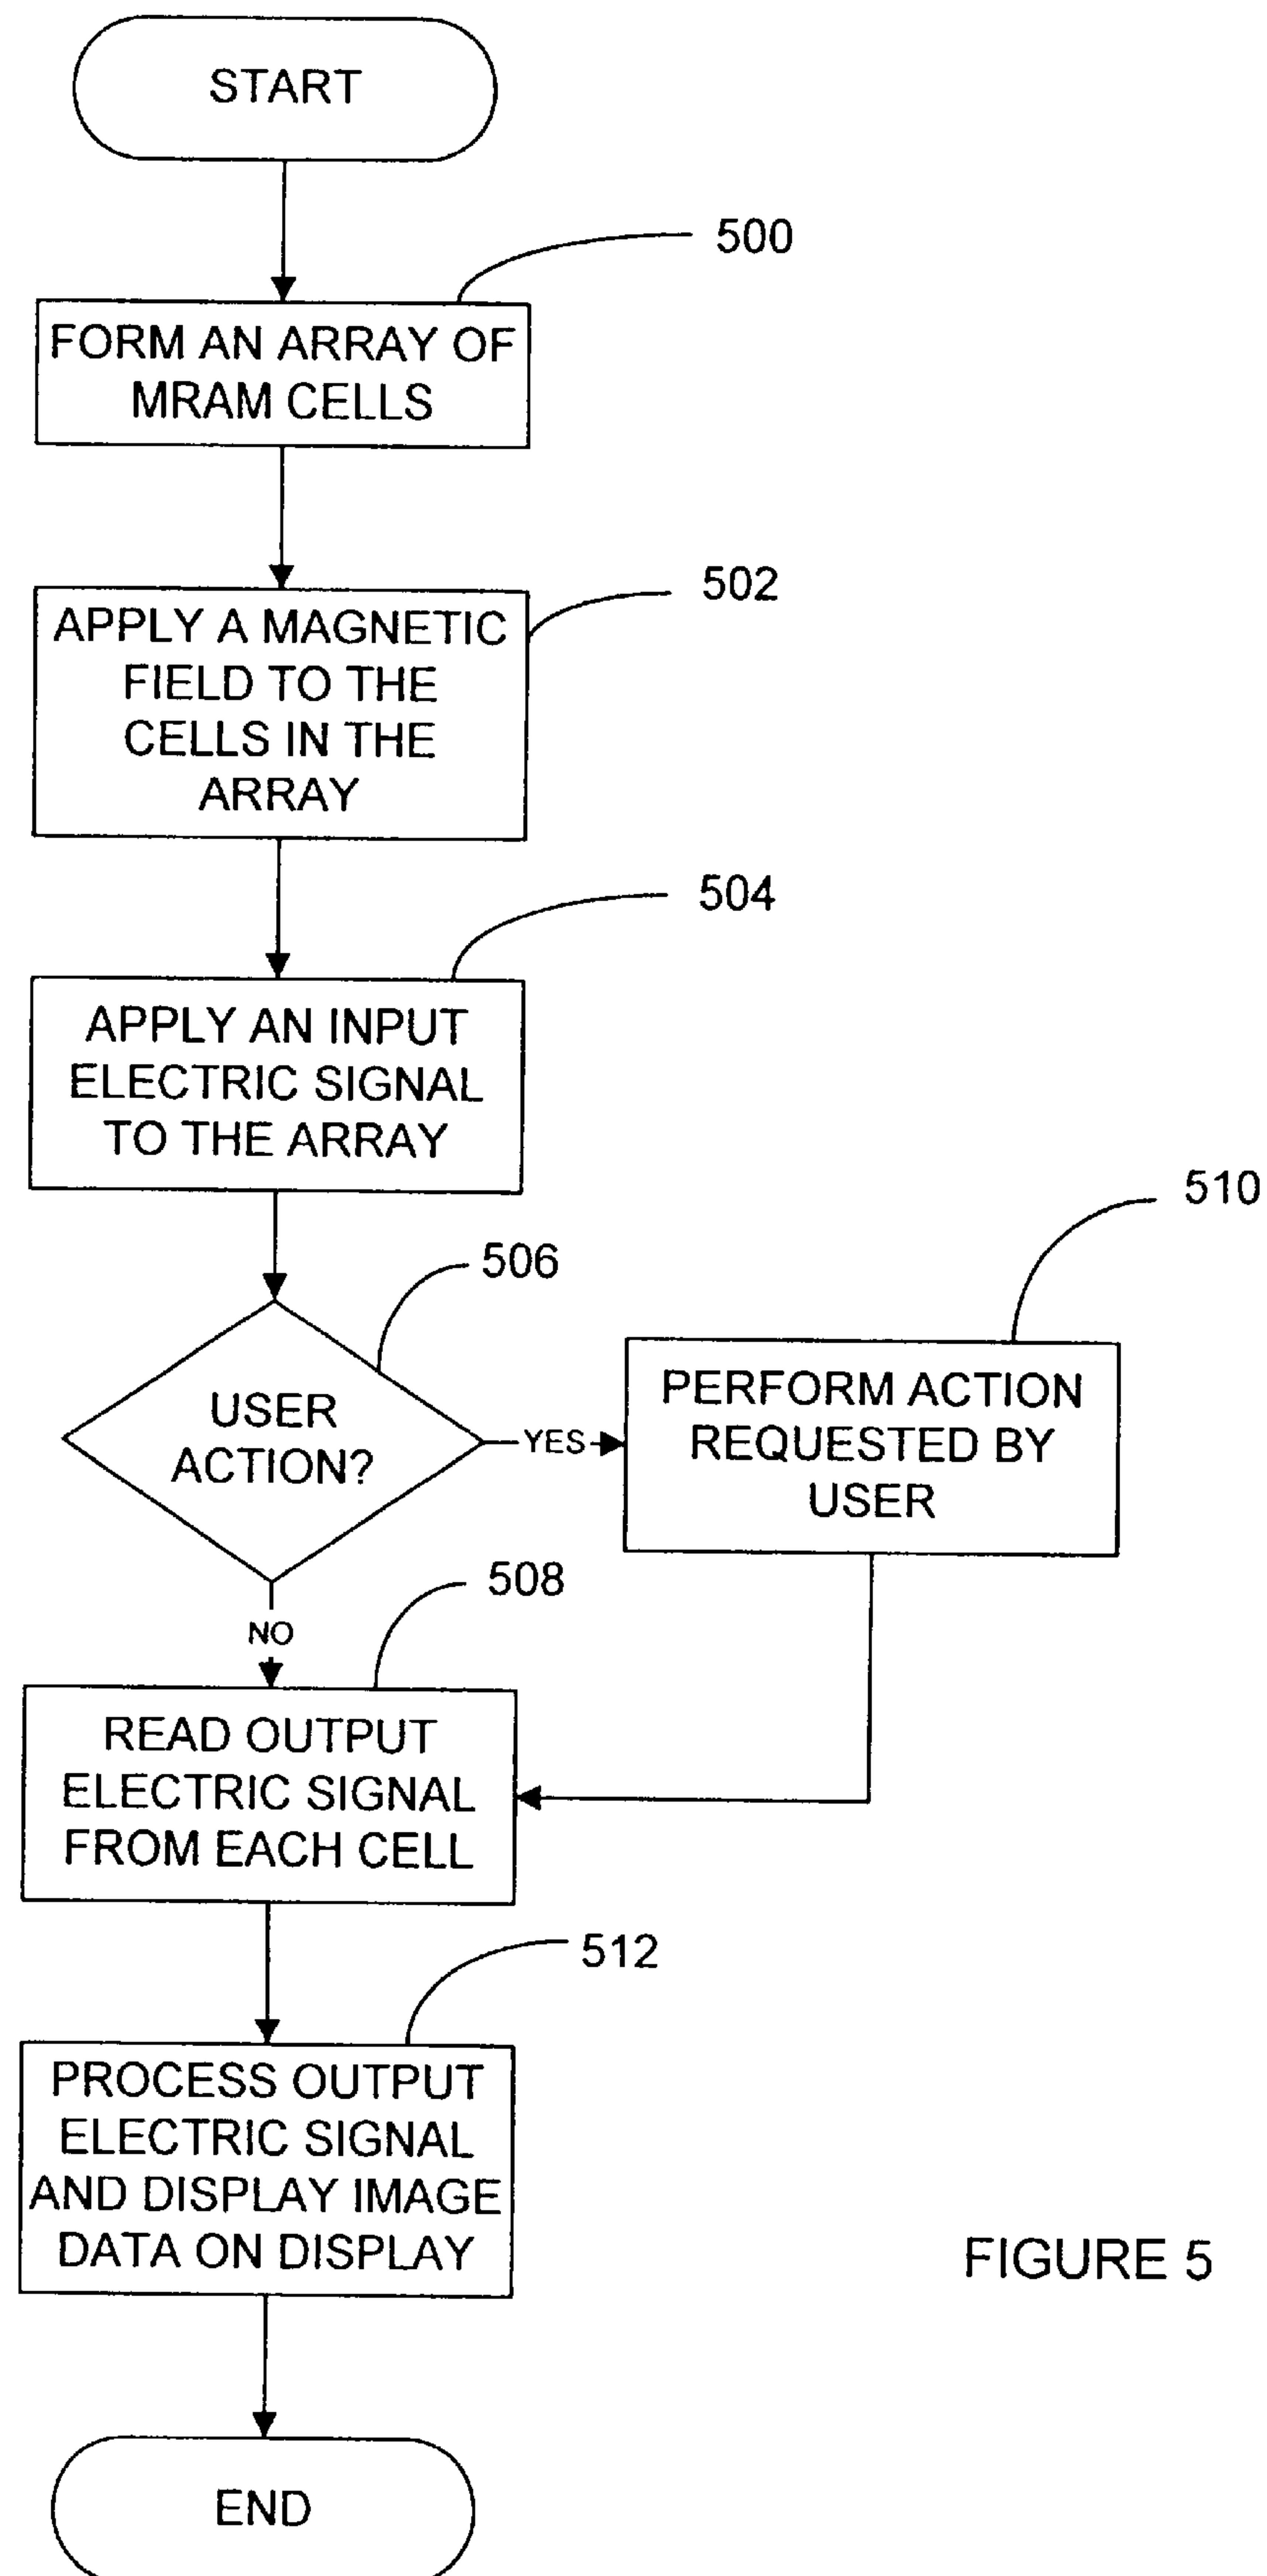 START
500
FORM AN ARRAY OF
MRAM CELLS
502
APPLY A MAGNETIC
FIELD TO THE
CELLS IN THE
ARRAY
504
APPLY AN INPUT
ELECTRIC SIGNAL
TO THE ARRAY
506
USER
ACTION?
YES
510
PERFORM ACTION
REQUESTED BY
USER
NO
508
READ OUTPUT
ELECTRIC SIGNAL
FROM EACH CELL
512
PROCESS OUTPUT
ELECTRIC SIGNAL
AND DISPLAY IMAGE
DATA ON DISPLAY
FIGURE 5
END